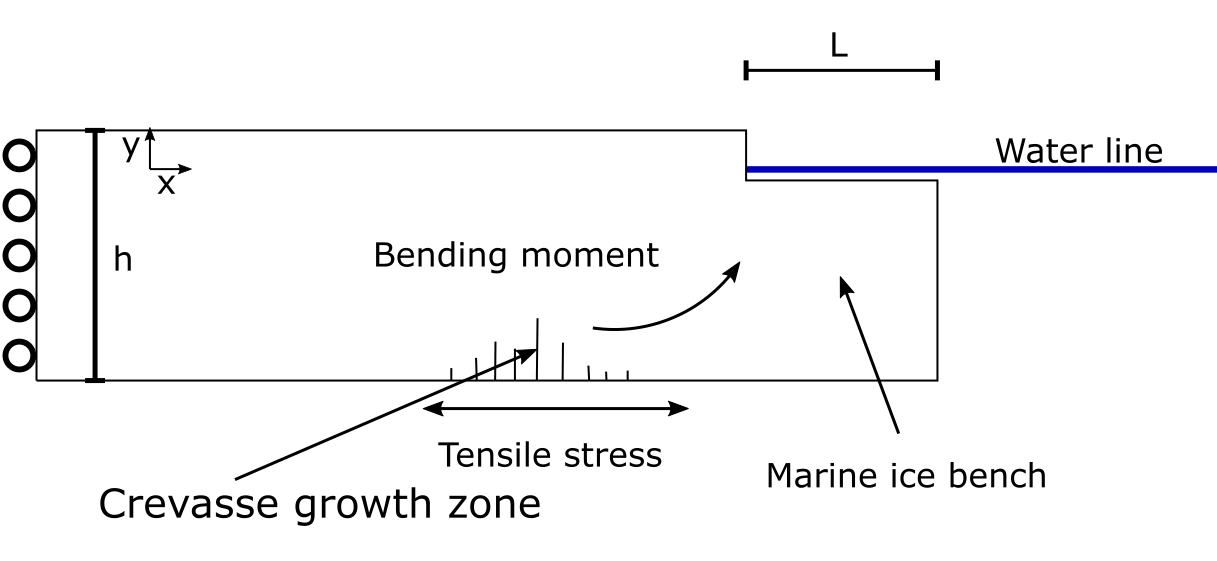 L
Water line
y
x
h
Bending moment
Tensile stress
Marine ice bench
Crevasse growth zone